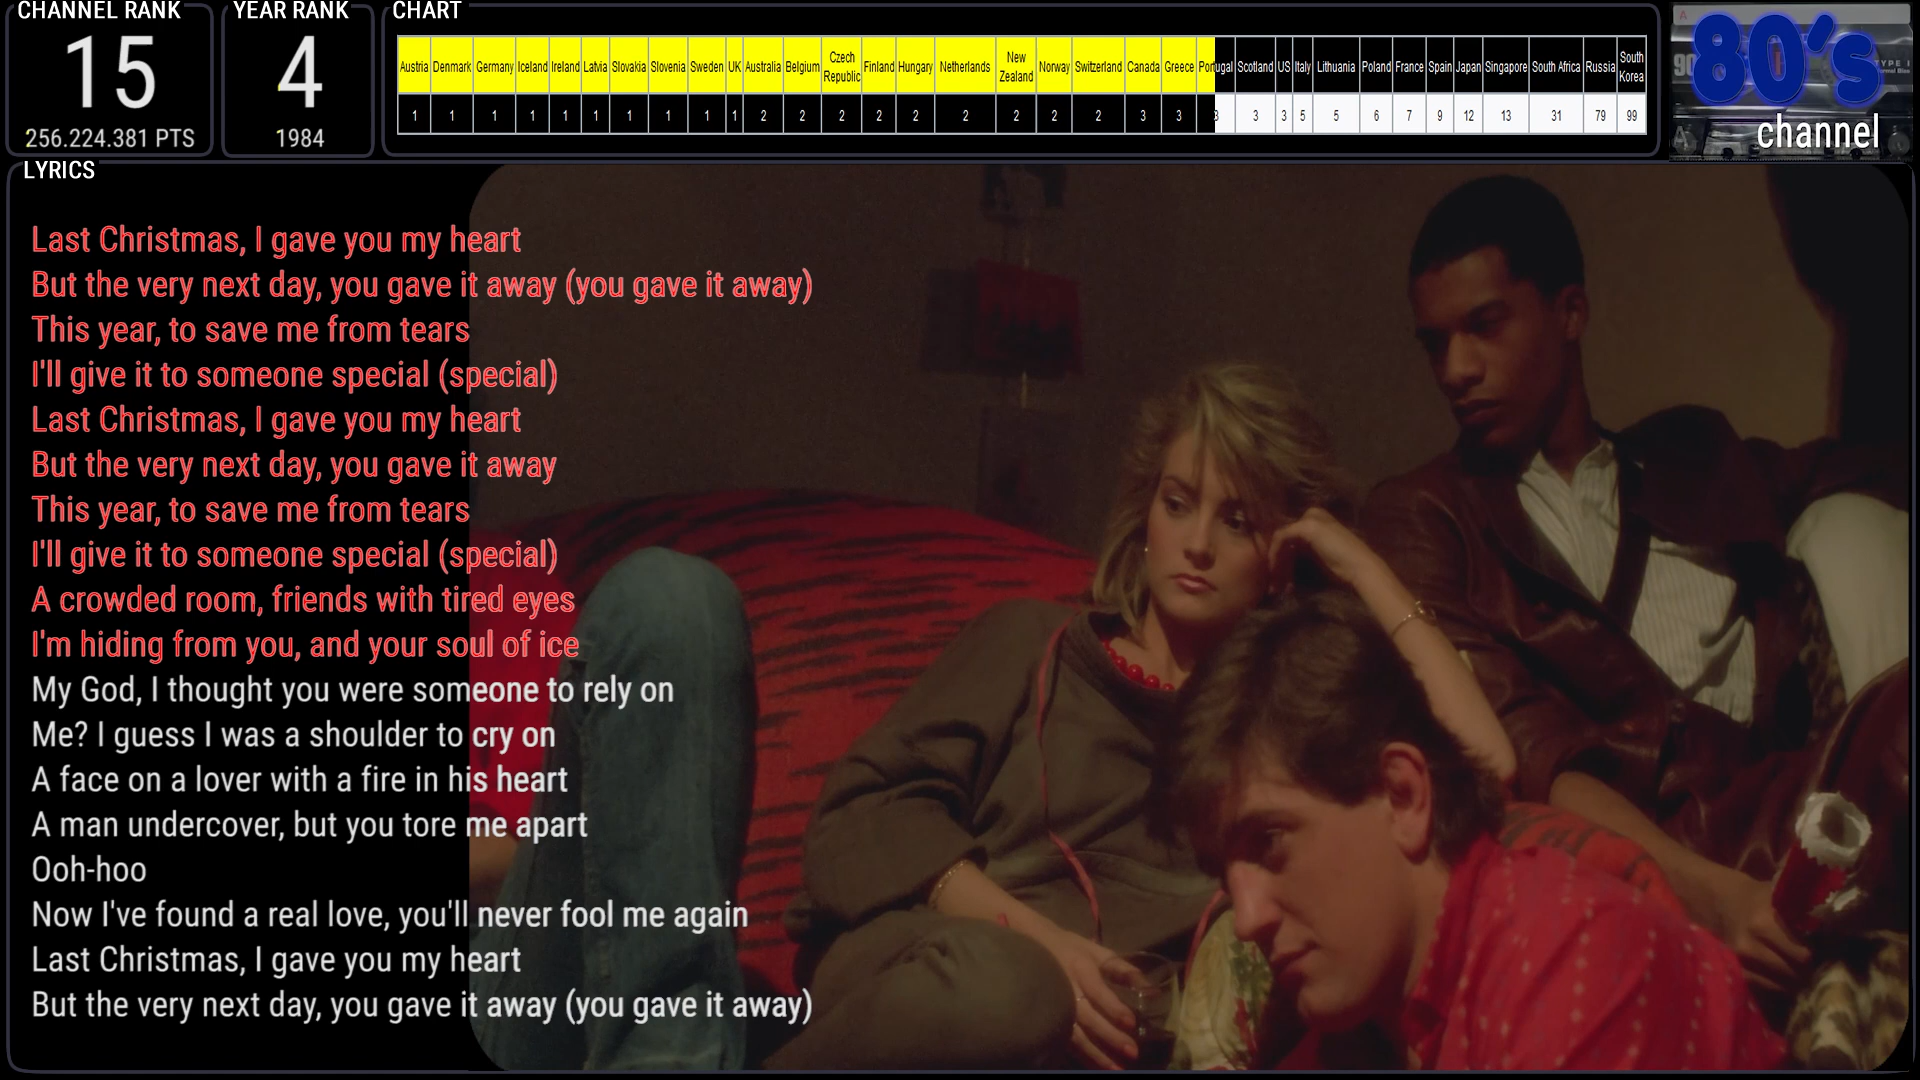 CHANNEL RANK
15
256.224.381 PTS
YEAR RANK
4
1984
CHART
Austria Denmark Germany Iceland Ireland Latvia Slovakia Slovenia Sweden UK Australia Belgium Czech Republic Finland Hungary Netherlands New Zealand Norway Switzerland Canada Greece Portugal Scotland US Italy Lithuania Poland France Spain Japan Singapore South Africa Russia South Korea
1 1 1 1 1 1 1 1 1 1 2 2 2 2 2 2 2 2 2 3 3 3 3 3 5 5 6 7 9 12 13 31 79 99
80's
channel
LYRICS
Last Christmas, I gave you my heart
But the very next day, you gave it away (you gave it away)
This year, to save me from tears
I'll give it to someone special (special)
Last Christmas, I gave you my heart
But the very next day, you gave it away
This year, to save me from tears
I'll give it to someone special (special)
A crowded room, friends with tired eyes
I'm hiding from you, and your soul of ice
My God, I thought you were someone to rely on
Me? I guess I was a shoulder to cry on
A face on a lover with a fire in his heart
A man undercover, but you tore me apart
Ooh-hoo
Now I've found a real love, you'll never fool me again
Last Christmas, I gave you my heart
But the very next day, you gave it away (you gave it away)